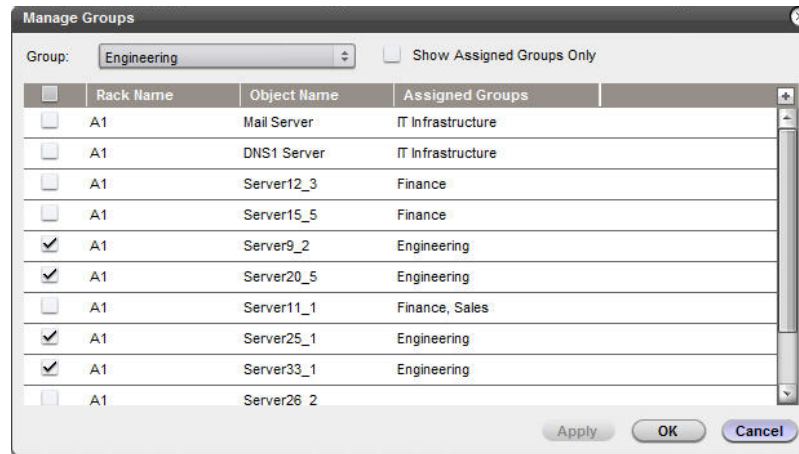 Manage Groups
Group: Engineering Show Assigned Groups Only
Rack Name Object Name Assigned Groups
A1 Mail Server IT Infrastructure
A1 DNS1 Server IT Infrastructure
A1 Server12_3 Finance
A1 Server15_5 Finance
A1 Server9_2 Engineering
A1 Server20_5 Engineering
A1 Server11_1 Finance, Sales
A1 Server25_1 Engineering
A1 Server33_1 Engineering
A1 Server26_2
Apply OK Cancel